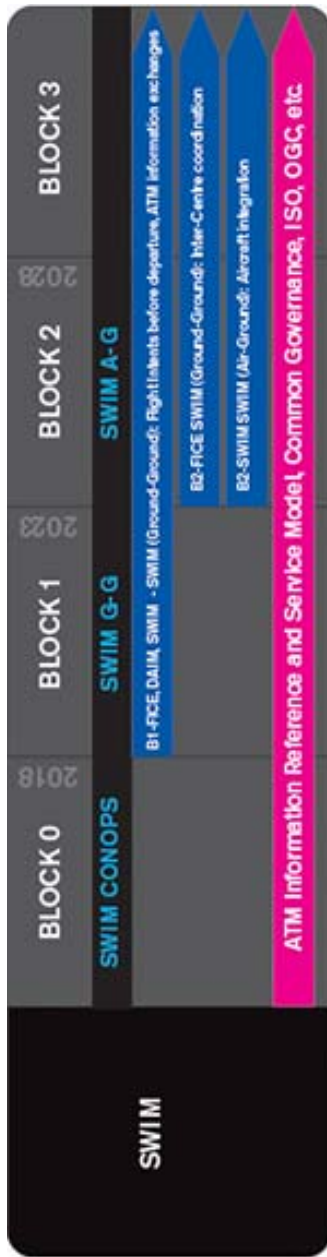 SWIM
BLOCK 0
2018
BLOCK 1
2023
BLOCK 2
2028
BLOCK 3
SWIM CONOPS
SWIM G-G
SWIM A-G
B1-FICE, DAIM, SWIM - SWIM (Ground-Ground): Flight Intents before departure, ATM information exchanges
B2-FICE SWIM (Ground-Ground): Inter-Centre coordination
B2-SWIM SWIM (Air-Ground): Aircraft integration
ATM Information Reference and Service Model, Common Governance, ISO, OGC, etc.